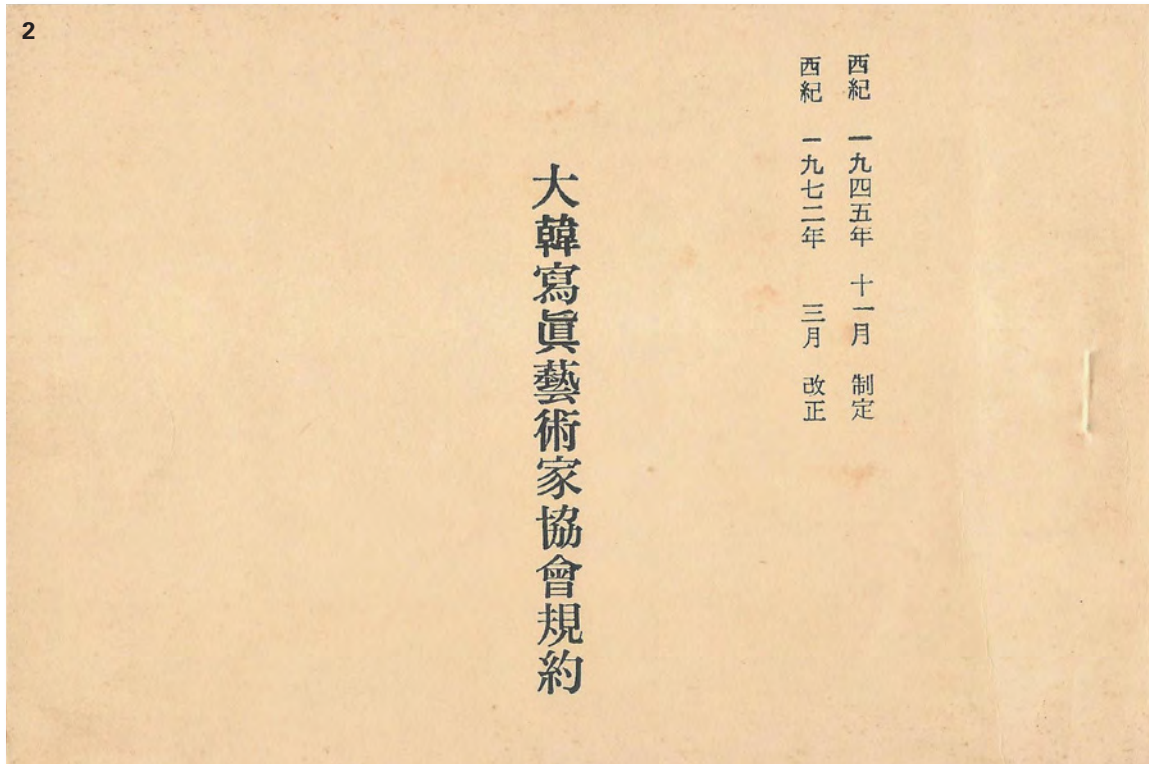 2
西紀 一九四五年 十一月 制定
西紀 一九七二年 三月 改正
大韓寫眞藝術家協會規約